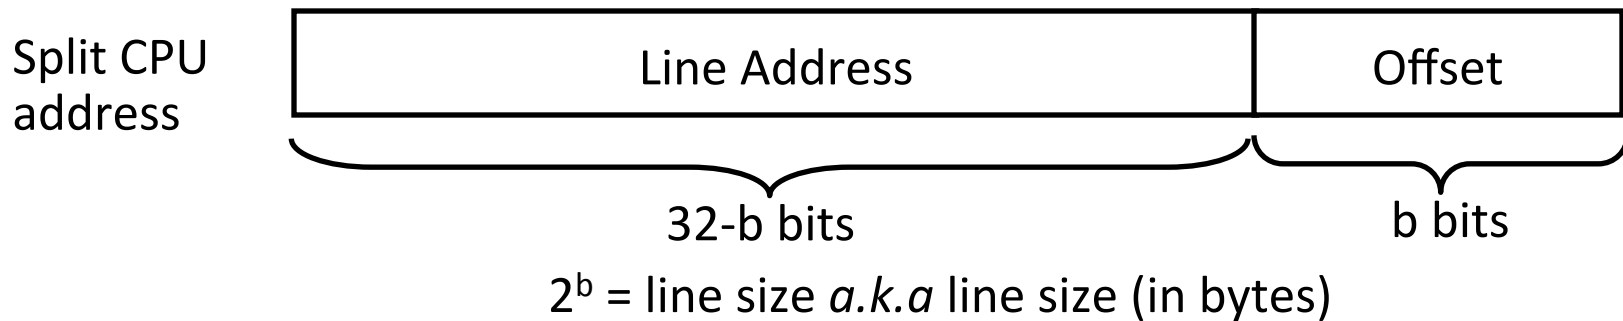 Split CPU
address
Line Address
Offset
32-b bits
b bits
2ᵇ = line size a.k.a line size (in bytes)